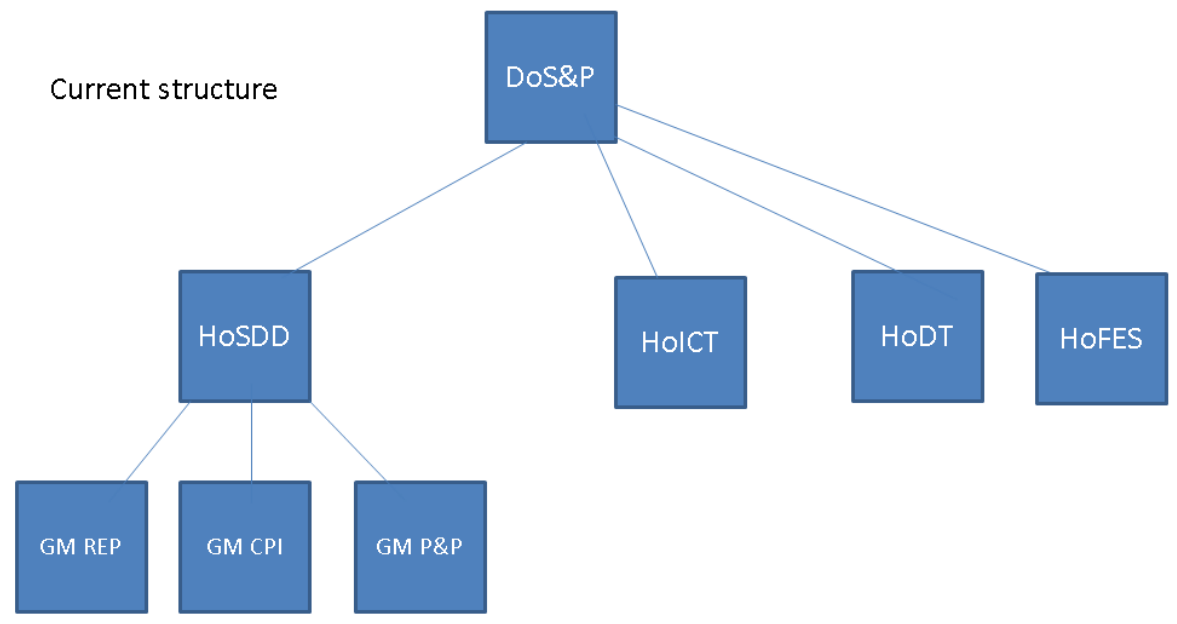 DoS&P
Current structure
HoSDD
HoICT
HoDT
HoFES
GM REP
GM CPI
GM P&P